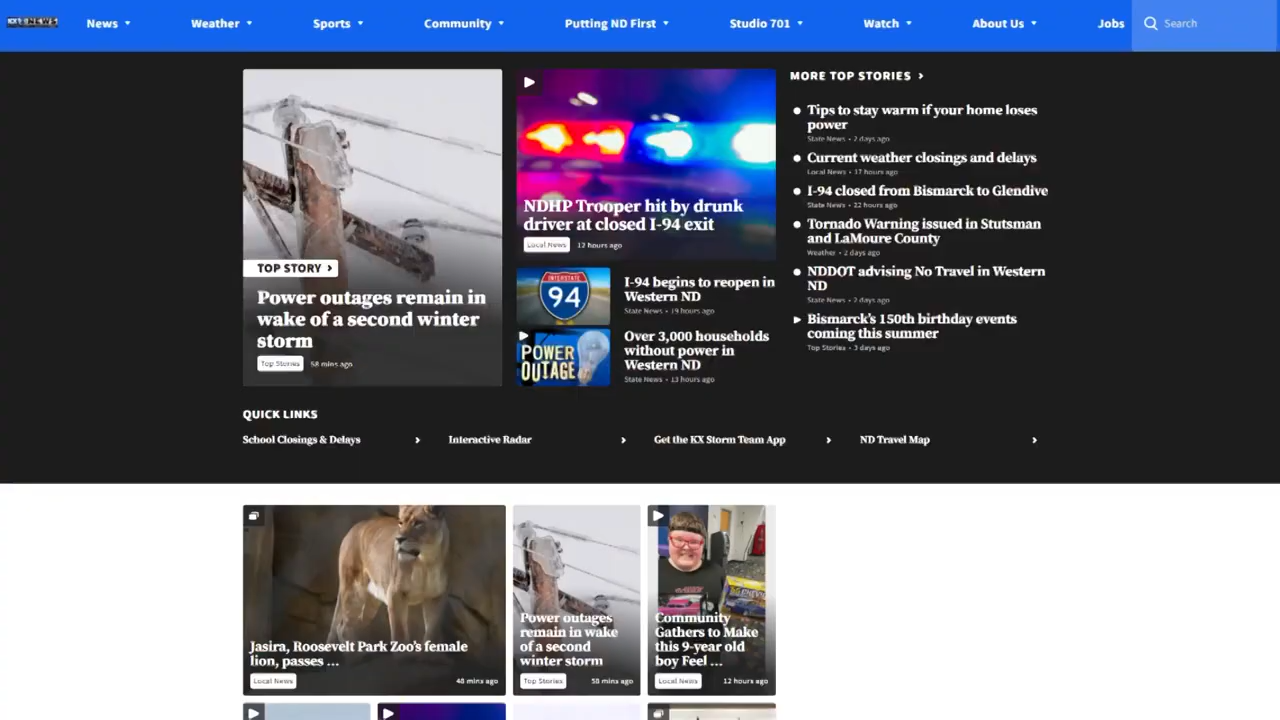 KX NEWS
News
Weather
Sports
Community
Putting ND First
Studio 701
Watch
About Us
Jobs
Search
TOP STORY
Power outages remain in
wake of a second winter
storm
Top Stories 58 mins ago
NDHP Trooper hit by drunk
driver at closed I-94 exit
Local News 12 hours ago
INTERSTATE
94
I-94 begins to reopen in
Western ND
State News • 19 hours ago
POWER
OUTAGE
Over 3,000 households
without power in
Western ND
State News • 13 hours ago
MORE TOP STORIES
Tips to stay warm if your home loses
power
State News • 2 days ago
Current weather closings and delays
Local News • 17 hours ago
I-94 closed from Bismarck to Glendive
State News • 22 hours ago
Tornado Warning issued in Stutsman
and LaMoure County
Weather • 2 days ago
NDDOT advising No Travel in Western
ND
State News • 2 days ago
Bismarck's 150th birthday events
coming this summer
Top Stories • 3 days ago
QUICK LINKS
School Closings & Delays
Interactive Radar
Get the KX Storm Team App
ND Travel Map
Jasira, Roosevelt Park Zoo's female
lion, passes ...
Local News 48 mins ago
Power outages
remain in wake
of a second
winter storm
Top Stories 58 mins ago
Community
Gathers to Make
this 9-year old
boy Feel ...
Local News 12 hours ago